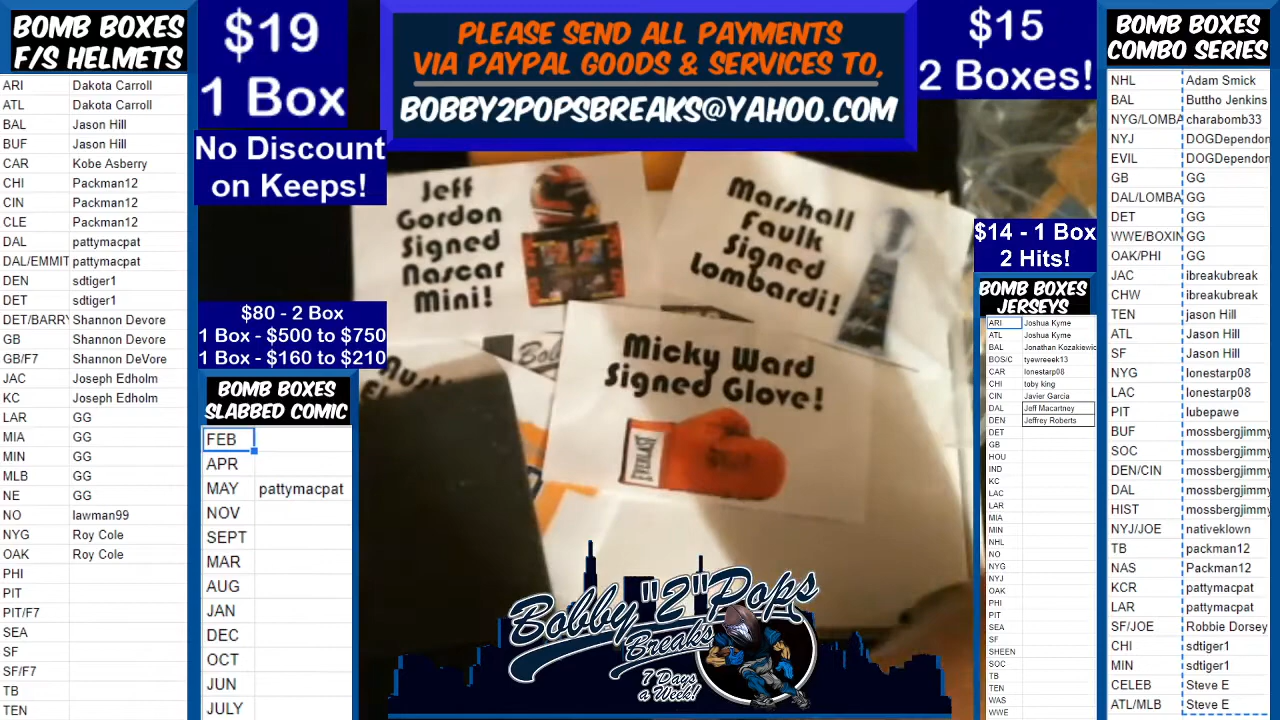 BOMB BOXES
F/S HELMETS
ARI Dakota Carroll
ATL Dakota Carroll
BAL Jason Hill
BUF Jason Hill
CAR Kobe Asberry
CHI Packman12
CIN Packman12
CLE Packman12
DAL pattymacpat
DAL/EMMIT pattymacpat
DEN sdtiger1
DET sdtiger1
DET/BARRY Shannon Devore
GB Shannon Devore
GB/F7 Shannon DeVore
JAC Joseph Edholm
KC Joseph Edholm
LAR GG
MIA GG
MIN GG
MLB GG
NE GG
NO lawman99
NYG Roy Cole
OAK Roy Cole
PHI
PIT
PIT/F7
SEA
SF
SF/F7
TB
TEN
$19
1 Box
No Discount
on Keeps!
$80 - 2 Box
1 Box - $500 to $750
1 Box - $160 to $210
BOMB BOXES
SLABBED COMIC
FEB
APR
MAY pattymacpat
NOV
SEPT
MAR
AUG
JAN
DEC
OCT
JUN
JULY
PLEASE SEND ALL PAYMENTS
VIA PAYPAL GOODS & SERVICES TO,
BOBBY2POPSBREAKS@YAHOO.COM
Jeff
Gordon
Signed
Nascar
Mini!
Marshall
Faulk
Signed
Lombardi!
Micky Ward
Signed Glove!
EVERLAST
Bobby "2" Pops
Breaks
7 Days
a Week!
$15
2 Boxes!
$14 - 1 Box
2 Hits!
BOMB BOXES
JERSEYS
ARI Joshua Kyme
ATL Joshua Kyme
BAL Jonathan Kozakiewic
BOS/C tyewreeek13
CAR lonestarp08
CHI toby king
CIN Javier Garcia
DAL Jeff Macartney
DEN Jeffrey Roberts
DET
GB
HOU
IND
KC
LAC
LAR
MIA
MIN
NHL
NO
NYG
NYJ
OAK
PHI
PIT
SEA
SF
SHEEN
SOC
TB
TEN
WAS
WWE
BOMB BOXES
COMBO SERIES
NHL Adam Smick
BAL Buttho Jenkins
NYG/LOMBA charabomb33
NYJ DOGDependon
EVIL DOGDependon
GB GG
DAL/LOMBA GG
DET GG
WWE/BOXIN GG
OAK/PHI GG
JAC ibreakubreak
CHW ibreakubreak
TEN jason Hill
ATL Jason Hill
SF Jason Hill
NYG lonestarp08
LAC lonestarp08
PIT lubepawe
BUF mossbergjimmy
SOC mossbergjimmy
DEN/CIN mossbergjimmy
DAL mossbergjimmy
HIST mossbergjimmy
NYJ/JOE nativeklown
TB packman12
NAS Packman12
KCR pattymacpat
LAR pattymacpat
SF/JOE Robbie Dorsey
CHI sdtiger1
MIN sdtiger1
CELEB Steve E
ATL/MLB Steve E